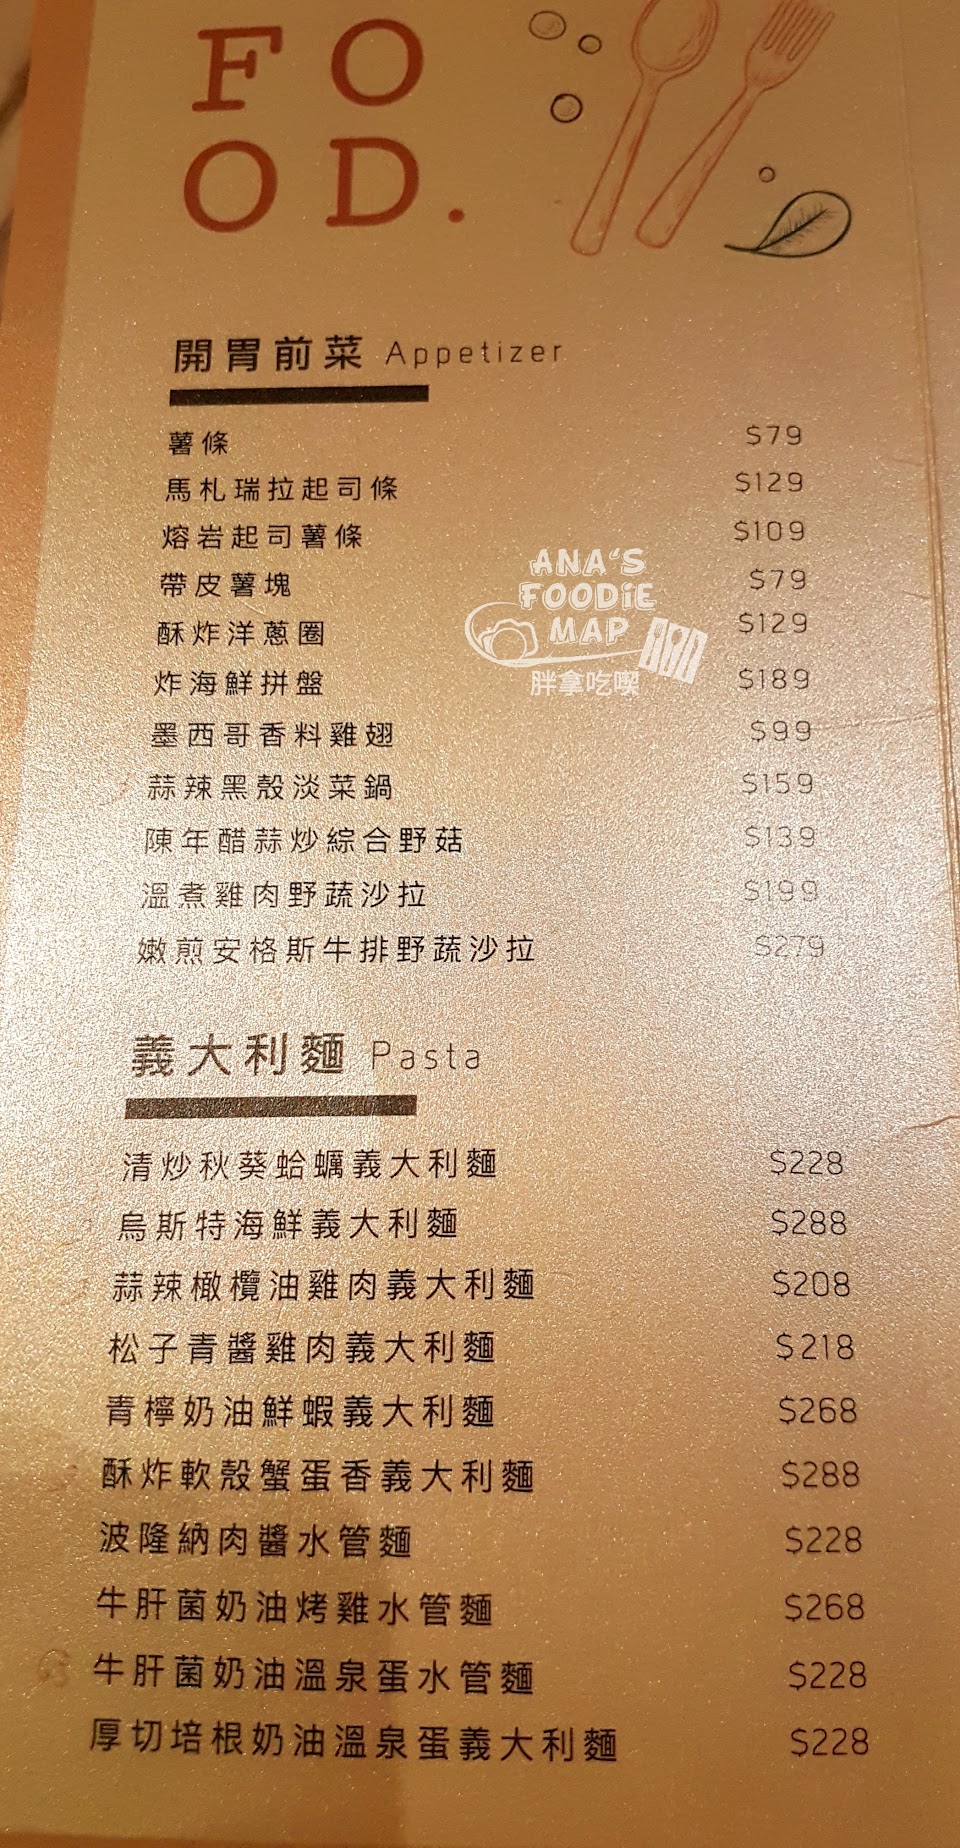 FO
OD.
開胃前菜 Appetizer
薯條 $79
馬札瑞拉起司條 $129
熔岩起司薯條 $109
帶皮薯塊 $79
酥炸洋蔥圈 $129
炸海鮮拼盤 $189
墨西哥香料雞翅 $99
蒜辣黑殼淡菜鍋 $159
陳年醋蒜炒綜合野菇 $139
溫煮雞肉野蔬沙拉 $199
嫩煎安格斯牛排野蔬沙拉 $279
ANA'S
FOODiE
MAP
胖拿吃喫
義大利麵 Pasta
清炒秋葵蛤蠣義大利麵 $228
烏斯特海鮮義大利麵 $288
蒜辣橄欖油雞肉義大利麵 $208
松子青醬雞肉義大利麵 $218
青檸奶油鮮蝦義大利麵 $268
酥炸軟殼蟹蛋香義大利麵 $288
波隆納肉醬水管麵 $228
牛肝菌奶油烤雞水管麵 $268
牛肝菌奶油溫泉蛋水管麵 $228
厚切培根奶油溫泉蛋義大利麵 $228